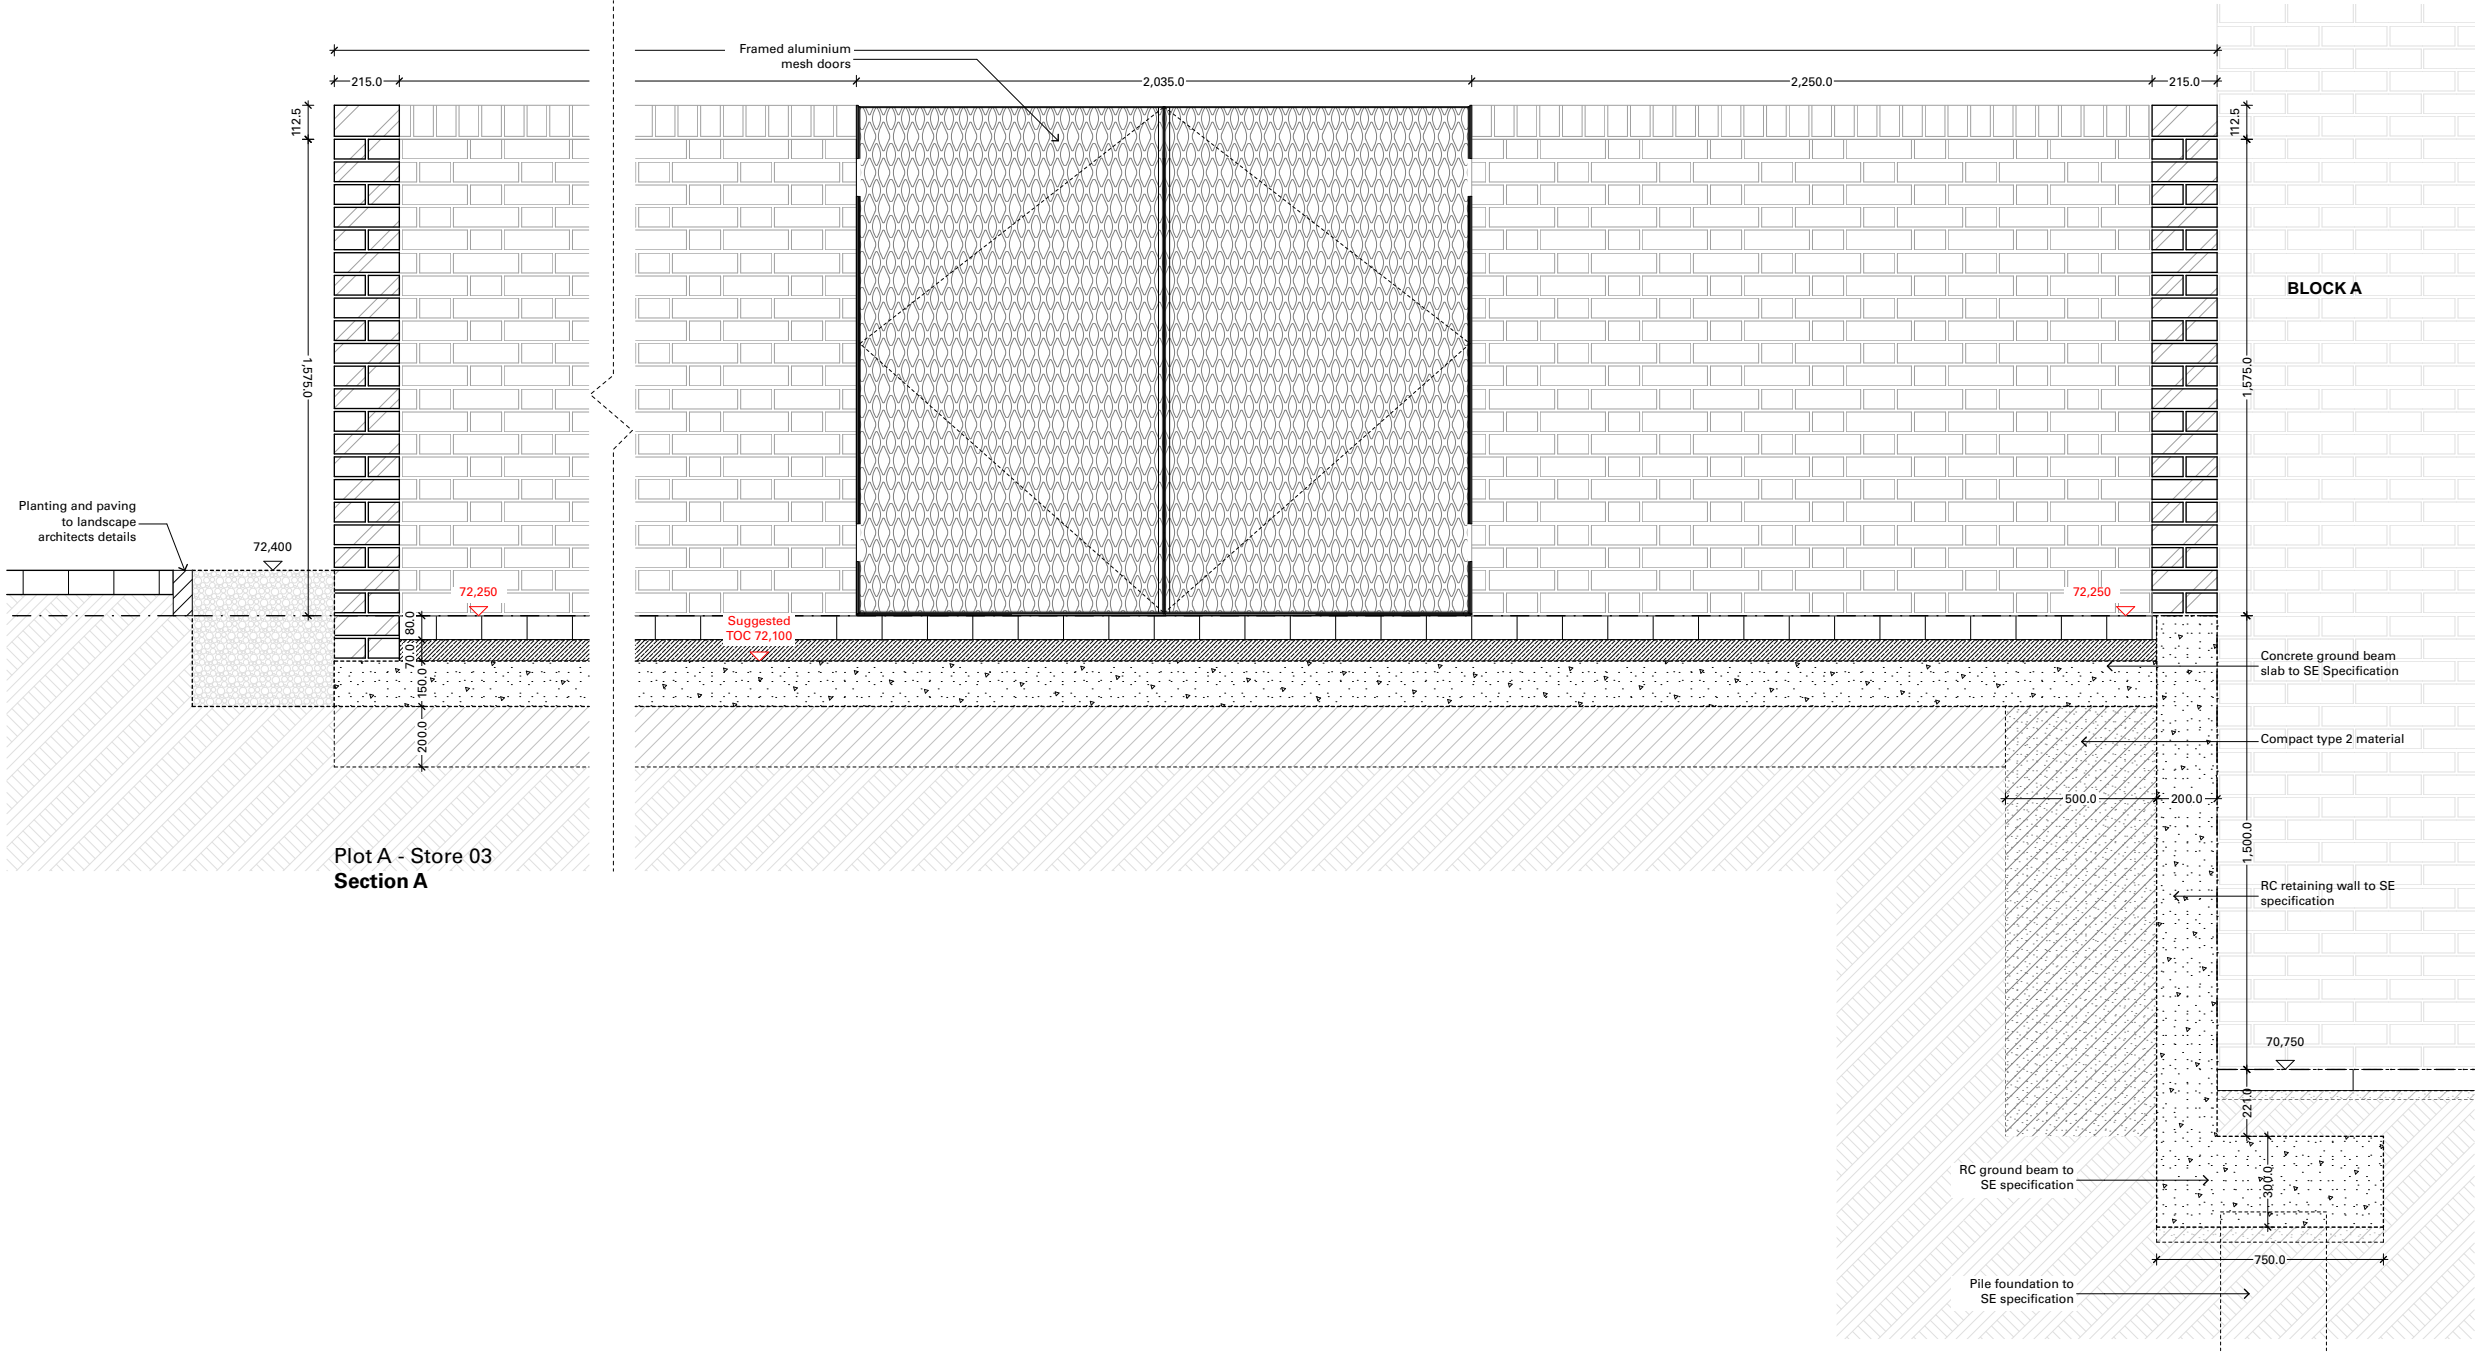 Framed aluminium
mesh doors
215.0
2,035.0
2,250.0
215.0
112.5
112.5
BLOCK A
1,575.0
1,575.0
Planting and paving
to landscape
architects details
72,400
72,250
72,250
Suggested
TOC 72,100
80.0
70.0
150.0
200.0
Concrete ground beam
slab to SE Specification
Compact type 2 material
500.0
200.0
1,500.0
Plot A - Store 03
Section A
RC retaining wall to SE
specification
70,750
221.0
RC ground beam to
SE specification
300.0
750.0
Pile foundation to
SE specification